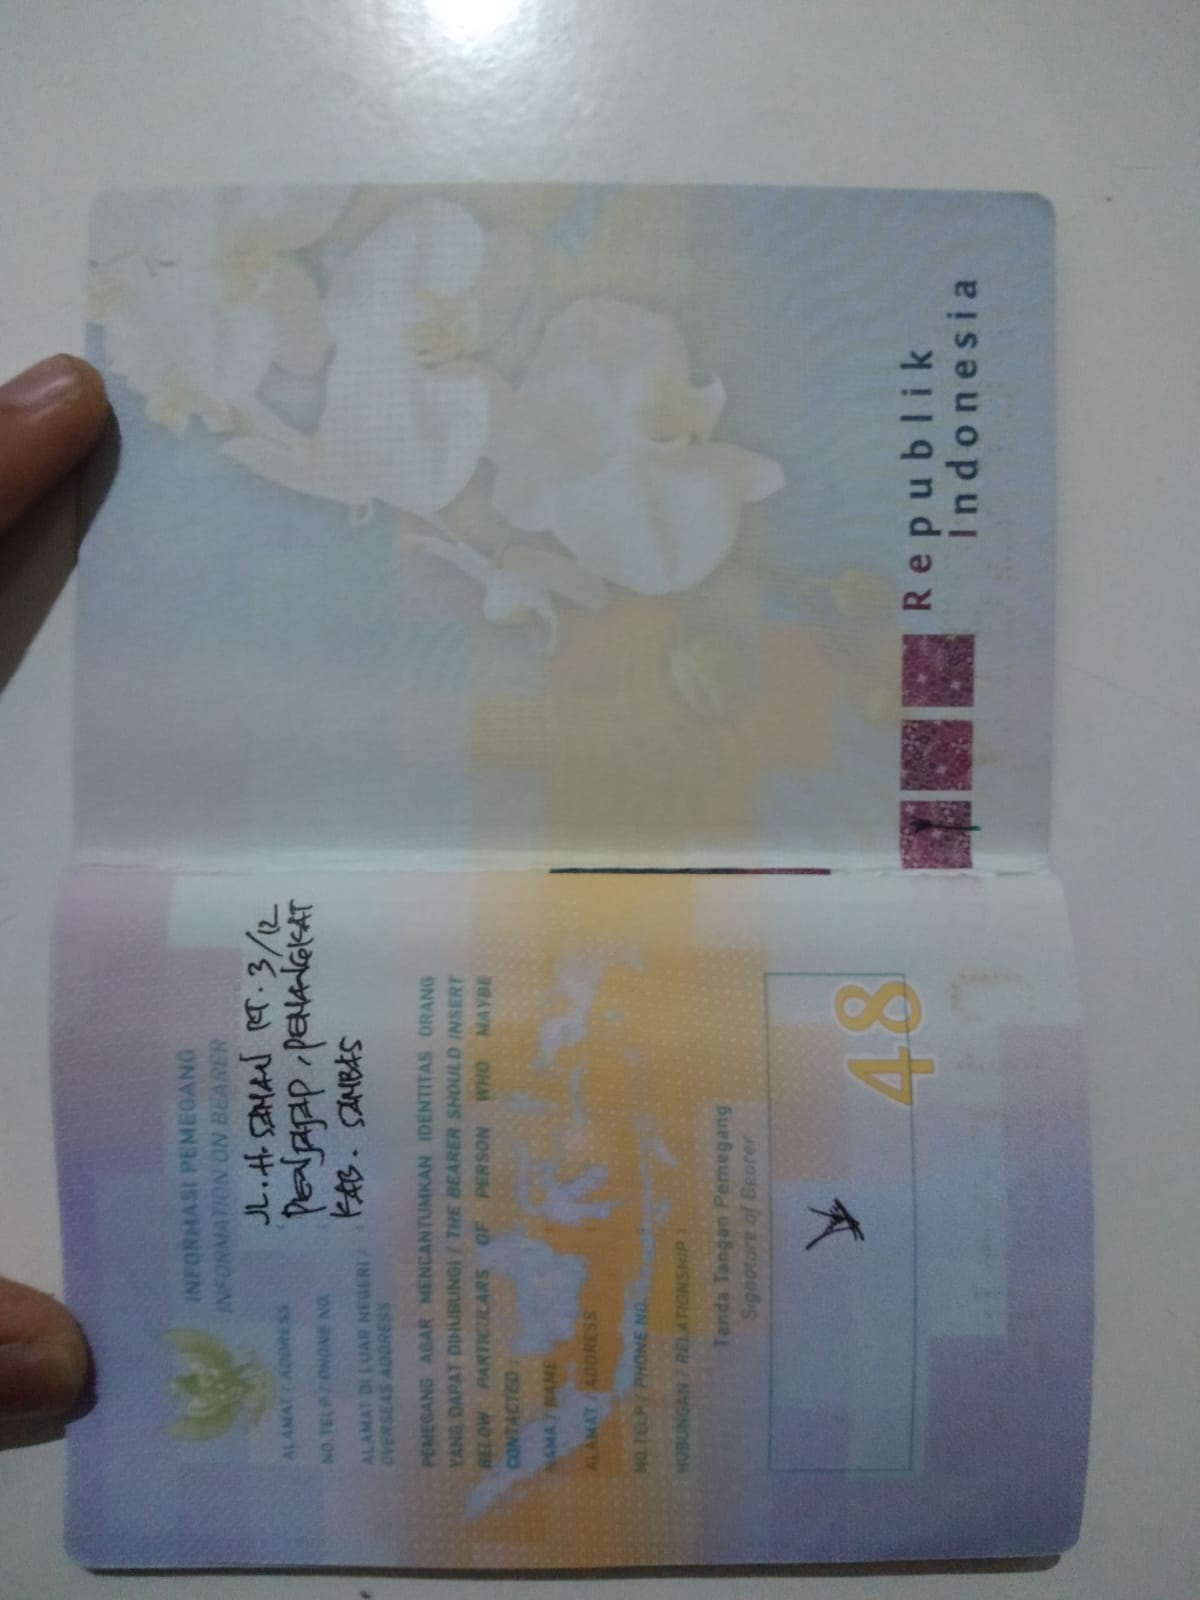 INFORMASI PEMEGANG
INFORMATION ON BEARER
ALAMAT / ADDRESS : JL. H. SAMAN RT. 3/12
NO.TELP / PHONE NO. PENJAJAP, PENANGKAT
ALAMAT DI LUAR NEGERI / : KAB. SAMBAS
OVERSEAS ADDRESS
PEMEGANG AGAR MENCANTUMKAN IDENTITAS ORANG
YANG DAPAT DIHUBUNGI / THE BEARER SHOULD INSERT
BELOW PARTICULARS OF PERSON WHO MAYBE
CONTACTED :
NAMA / NAME :
ALAMAT / ADDRESS :
NO.TELP / PHONE NO. :
HUBUNGAN / RELATIONSHIP :
Tanda Tangan Pemegang
Signature of Bearer
48
Republik
Indonesia